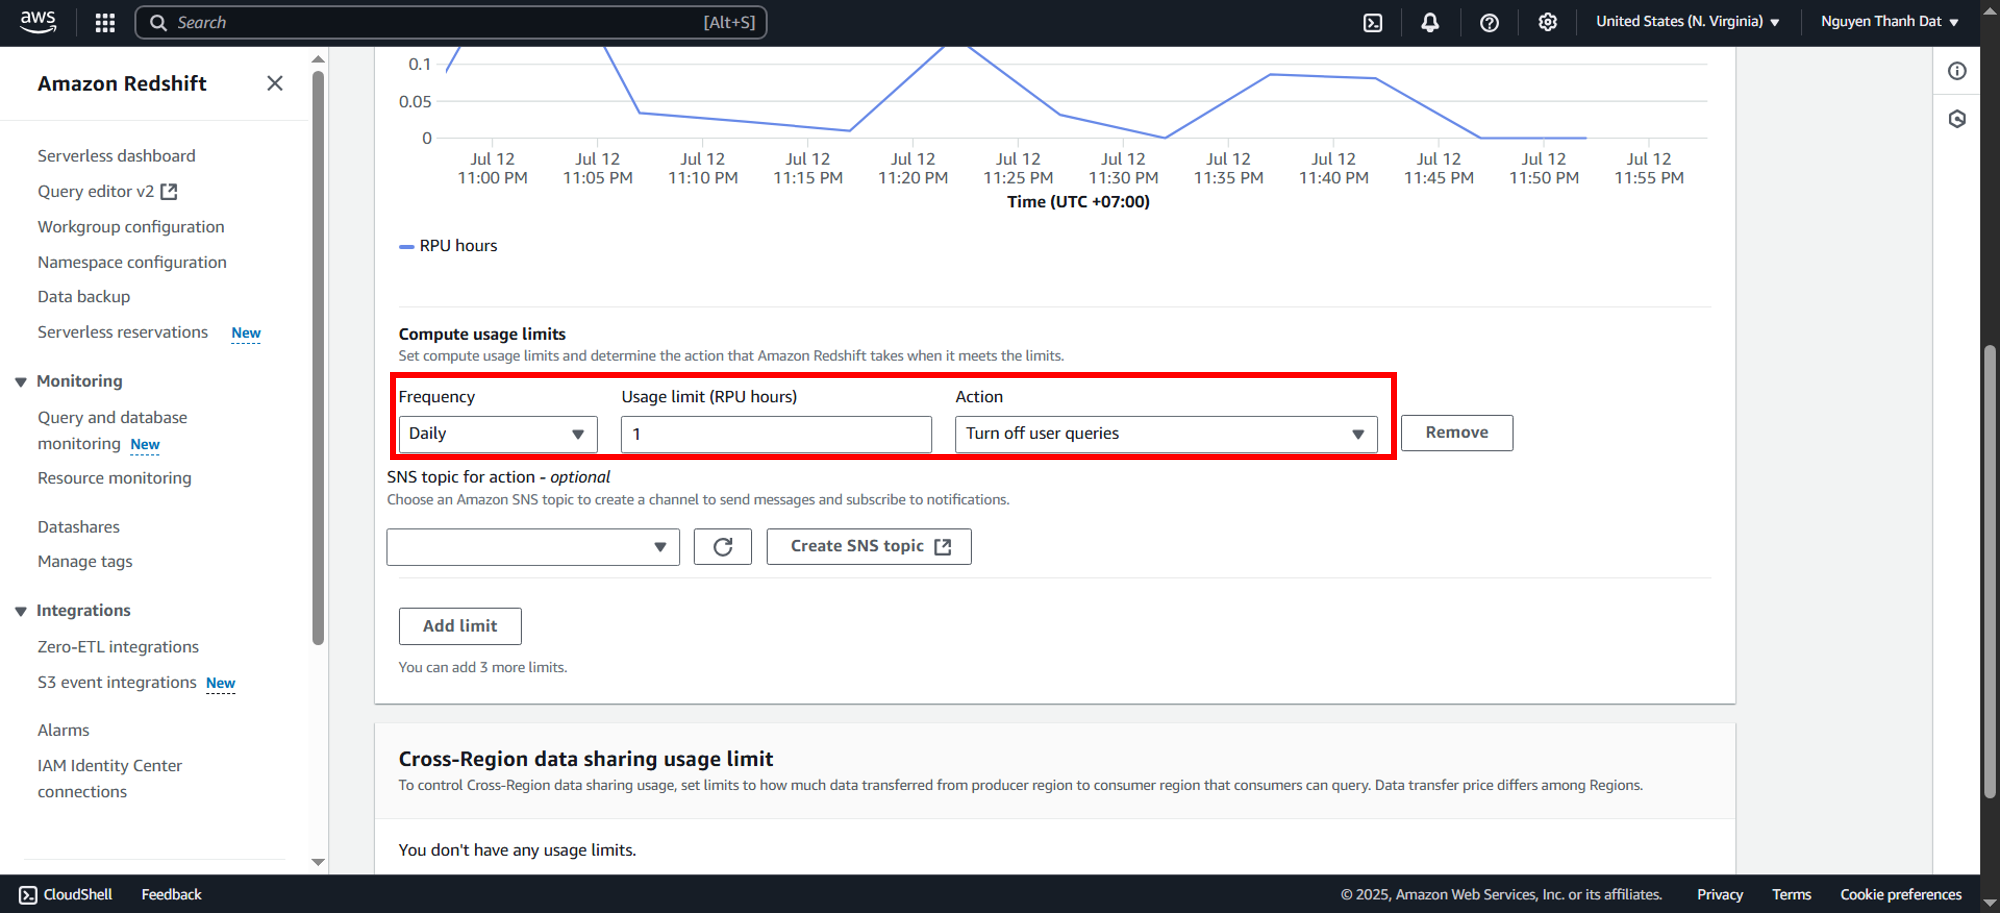 aws
Search
[Alt+S]
United States (N. Virginia)
Nguyen Thanh Dat
Amazon Redshift
Serverless dashboard
Query editor v2
Workgroup configuration
Namespace configuration
Data backup
Serverless reservations New
Monitoring
Query and database
monitoring New
Resource monitoring
Datashares
Manage tags
Integrations
Zero-ETL integrations
S3 event integrations New
Alarms
IAM Identity Center
connections
0.1
0.05
0
Jul 12 Jul 12 Jul 12 Jul 12 Jul 12 Jul 12 Jul 12 Jul 12 Jul 12 Jul 12 Jul 12 Jul 12
11:00 PM 11:05 PM 11:10 PM 11:15 PM 11:20 PM 11:25 PM 11:30 PM 11:35 PM 11:40 PM 11:45 PM 11:50 PM 11:55 PM
Time (UTC +07:00)
RPU hours
Compute usage limits
Set compute usage limits and determine the action that Amazon Redshift takes when it meets the limits.
Frequency Usage limit (RPU hours) Action
Daily 1 Turn off user queries Remove
SNS topic for action - optional
Choose an Amazon SNS topic to create a channel to send messages and subscribe to notifications.
Create SNS topic
Add limit
You can add 3 more limits.
Cross-Region data sharing usage limit
To control Cross-Region data sharing usage, set limits to how much data transferred from producer region to consumer region that consumers can query. Data transfer price differs among Regions.
You don't have any usage limits.
CloudShell Feedback © 2025, Amazon Web Services, Inc. or its affiliates. Privacy Terms Cookie preferences